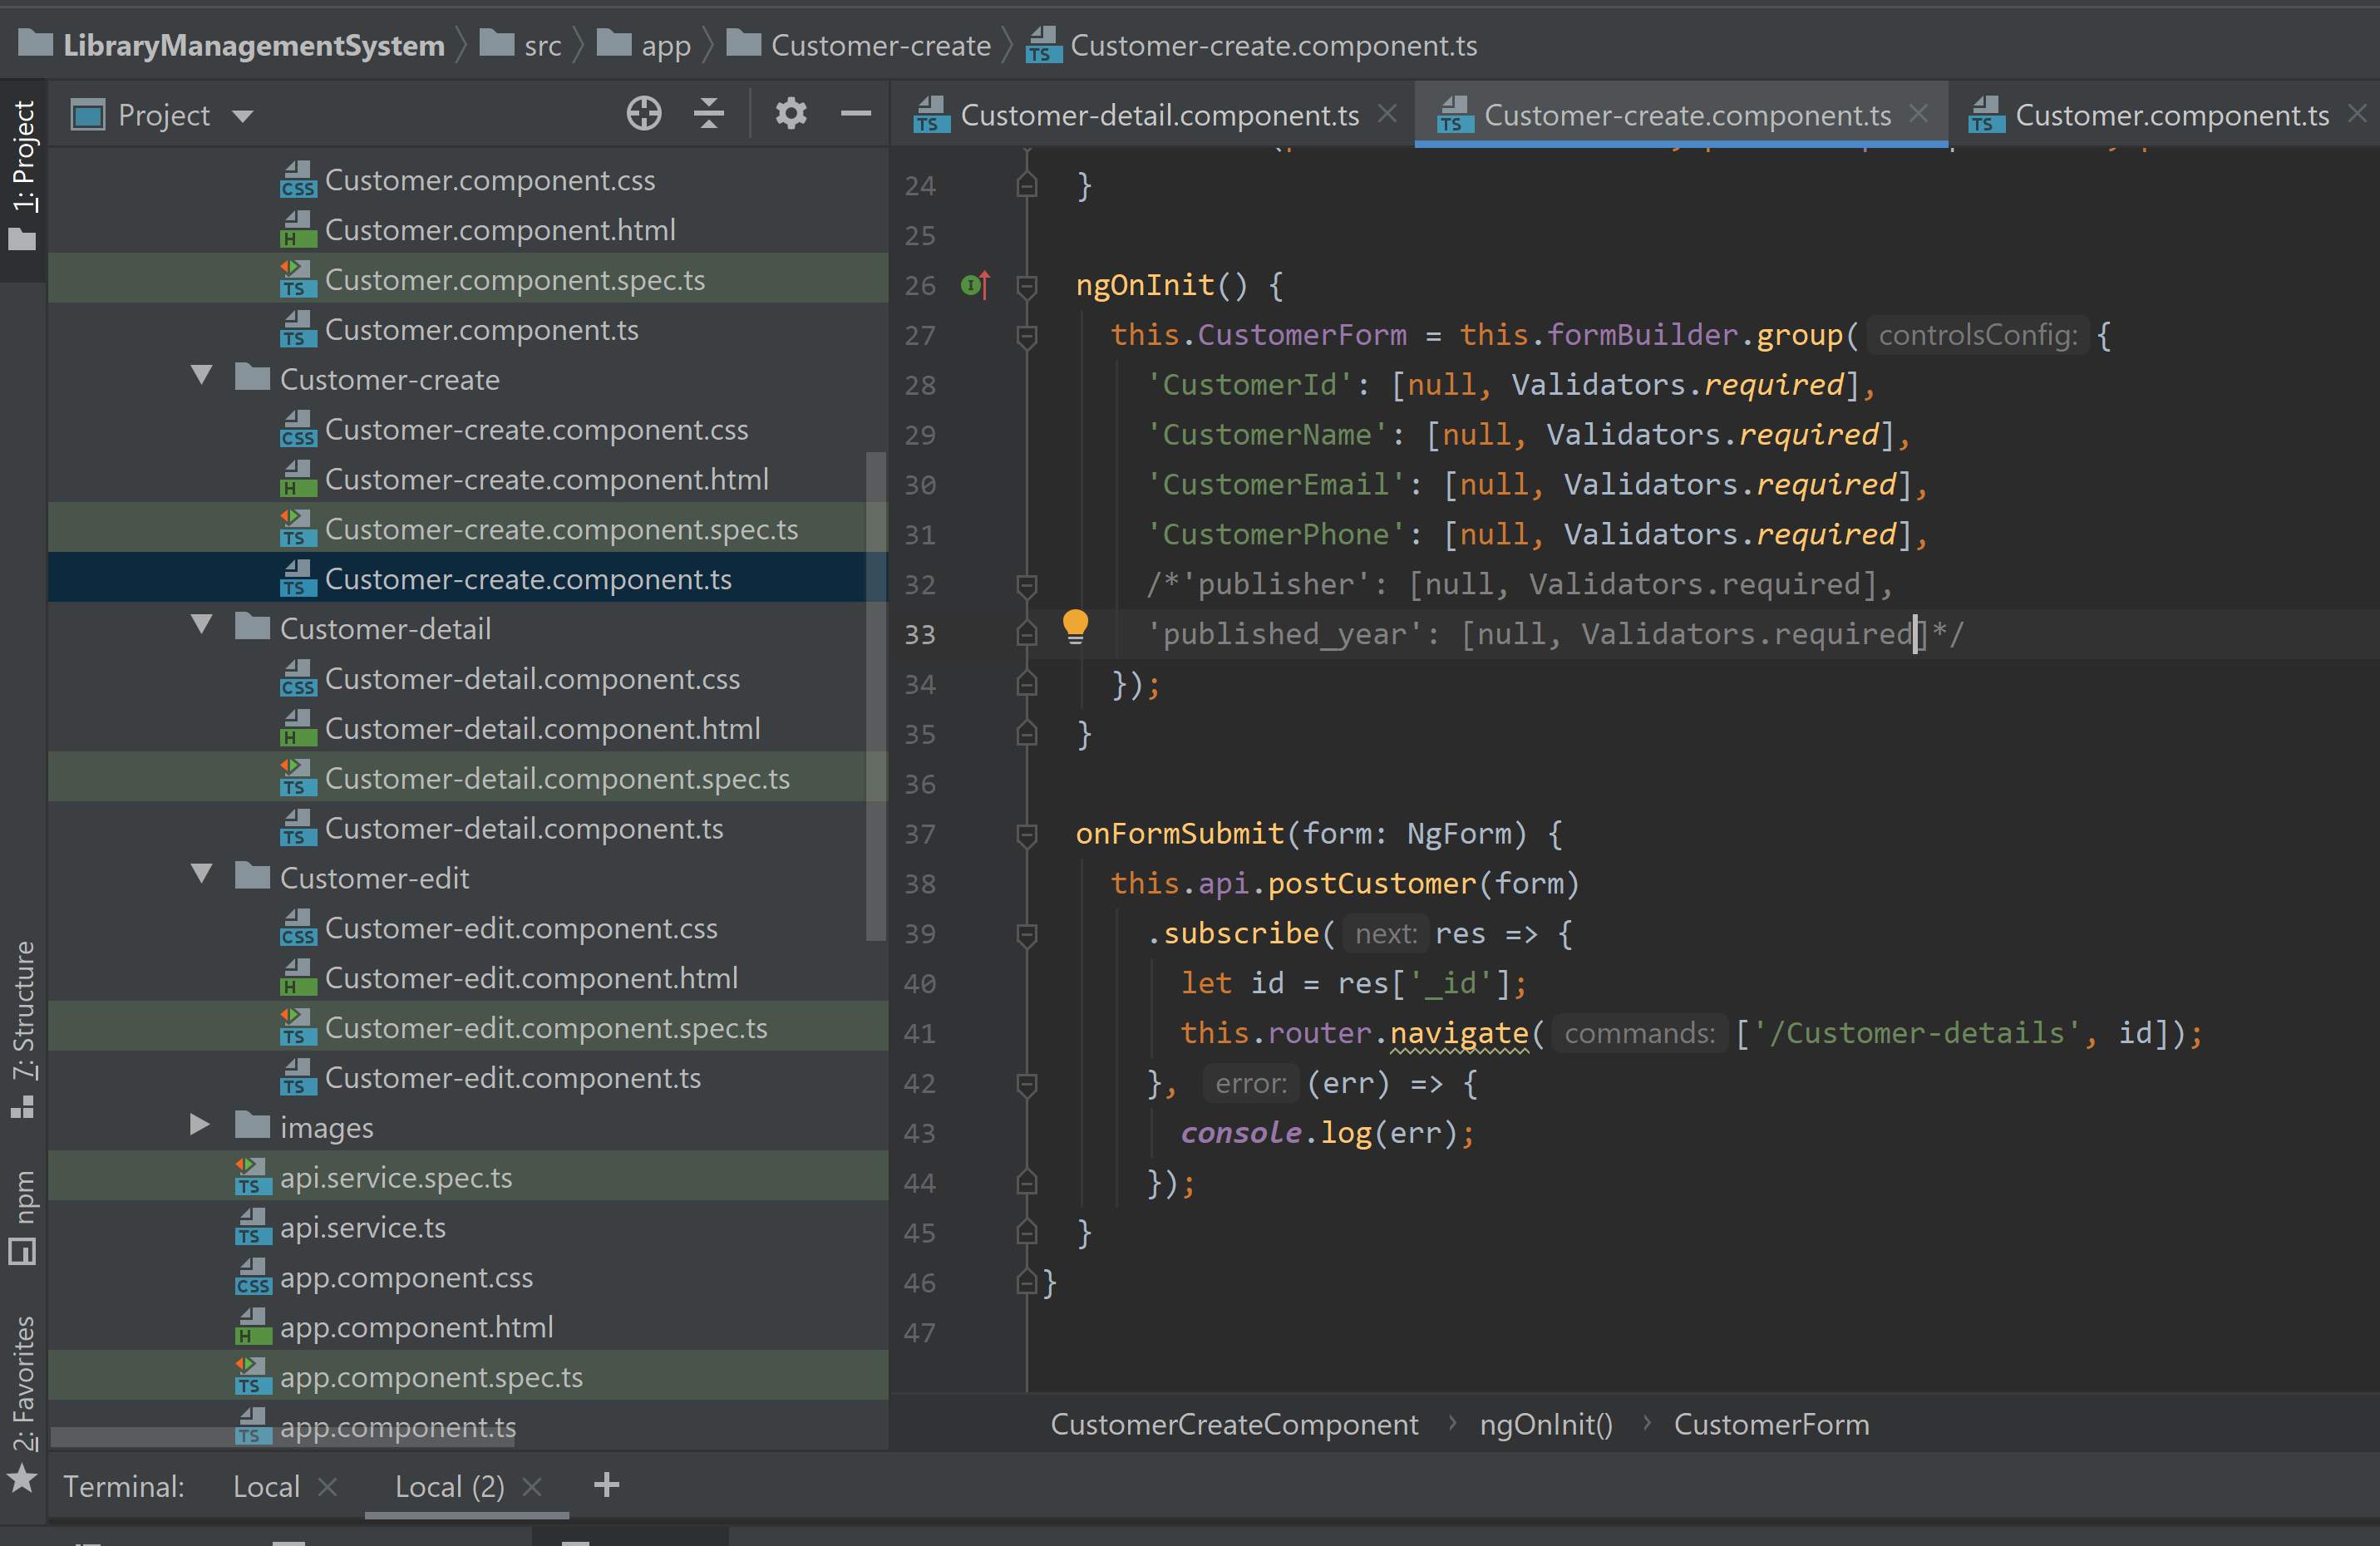 LibraryManagementSystem src app Customer-create Customer-create.component.ts
1: Project
7: Structure
npm
2: Favorites
Project
Customer.component.css
Customer.component.html
Customer.component.spec.ts
Customer.component.ts
Customer-create
Customer-create.component.css
Customer-create.component.html
Customer-create.component.spec.ts
Customer-create.component.ts
Customer-detail
Customer-detail.component.css
Customer-detail.component.html
Customer-detail.component.spec.ts
Customer-detail.component.ts
Customer-edit
Customer-edit.component.css
Customer-edit.component.html
Customer-edit.component.spec.ts
Customer-edit.component.ts
images
api.service.spec.ts
api.service.ts
app.component.css
app.component.html
app.component.spec.ts
app.component.ts
Customer-detail.component.ts Customer-create.component.ts Customer.component.ts
24 }
25
26 ngOnInit() {
27 this.CustomerForm = this.formBuilder.group( controlsConfig: {
28 'CustomerId': [null, Validators.required],
29 'CustomerName': [null, Validators.required],
30 'CustomerEmail': [null, Validators.required],
31 'CustomerPhone': [null, Validators.required],
32 /*'publisher': [null, Validators.required],
33 'published_year': [null, Validators.required]*/
34 });
35 }
36
37 onFormSubmit(form: NgForm) {
38 this.api.postCustomer(form)
39 .subscribe( next: res => {
40 let id = res['_id'];
41 this.router.navigate( commands: ['/Customer-details', id]);
42 }, error: (err) => {
43 console.log(err);
44 });
45 }
46 }
47
CustomerCreateComponent › ngOnInit() › CustomerForm
Terminal: Local Local (2) +